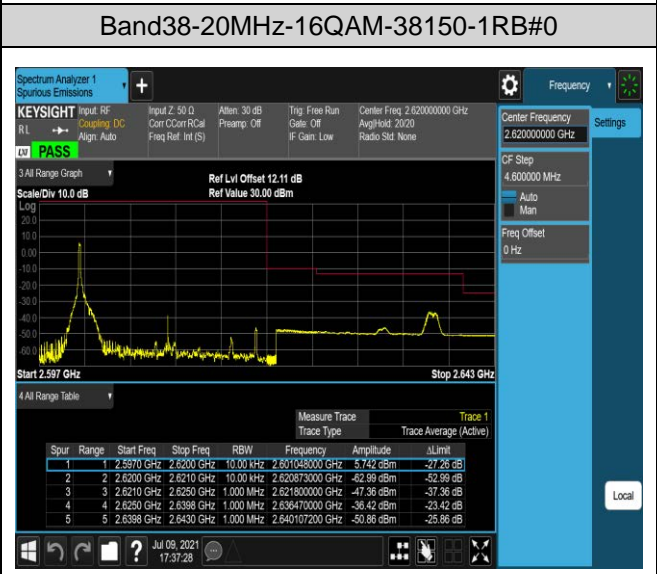 Band38-20MHz-16QAM-38150-1RB#0
Spectrum Analyzer 1
Spurious Emissions
+
Frequency
KEYSIGHT Input: RF Input Z: 50 Ω Atten: 30 dB Trig: Free Run Center Freq: 2.620000000 GHz
RL Coupling: DC Corr CCorr RCal Preamp: Off Gate: Off Avg|Hold: 20/20
Align: Auto Freq Ref: Int (S) IF Gain: Low Radio Std: None
LXI PASS
Center Frequency
2.620000000 GHz
Settings
CF Step
4.600000 MHz
Auto
Man
Freq Offset
0 Hz
3 All Range Graph
Ref Lvl Offset 12.11 dB
Scale/Div 10.0 dB Ref Value 30.00 dBm
Log
20.0
10.0
0.00
-10.0
-20.0
-30.0
-40.0
-50.0
-60.0
Start 2.597 GHz Stop 2.643 GHz
4 All Range Table
Measure Trace Trace 1
Trace Type Trace Average (Active)
Spur Range Start Freq Stop Freq RBW Frequency Amplitude ΔLimit
1 1 2.5970 GHz 2.6200 GHz 10.00 kHz 2.601048000 GHz 5.742 dBm -27.26 dB
2 2 2.6200 GHz 2.6210 GHz 10.00 kHz 2.620873000 GHz -62.99 dBm -52.99 dB
3 3 2.6210 GHz 2.6250 GHz 1.000 MHz 2.621800000 GHz -47.36 dBm -37.36 dB
4 4 2.6250 GHz 2.6398 GHz 1.000 MHz 2.636470000 GHz -36.42 dBm -23.42 dB
5 5 2.6398 GHz 2.6430 GHz 1.000 MHz 2.640107200 GHz -50.86 dBm -25.86 dB
Local
? Jul 09, 2021
17:37:28